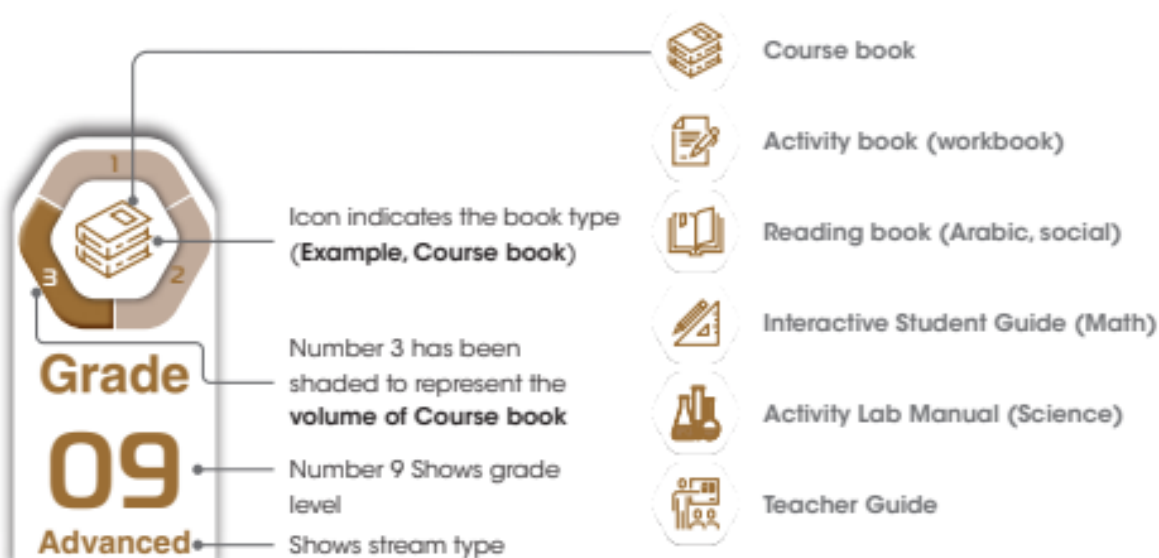 1
2
3
Grade
09
Advanced
Icon indicates the book type
(Example, Course book)
Number 3 has been
shaded to represent the
volume of Course book
Number 9 Shows grade
level
Shows stream type
Course book
Activity book (workbook)
Reading book (Arabic, social)
Interactive Student Guide (Math)
Activity Lab Manual (Science)
Teacher Guide